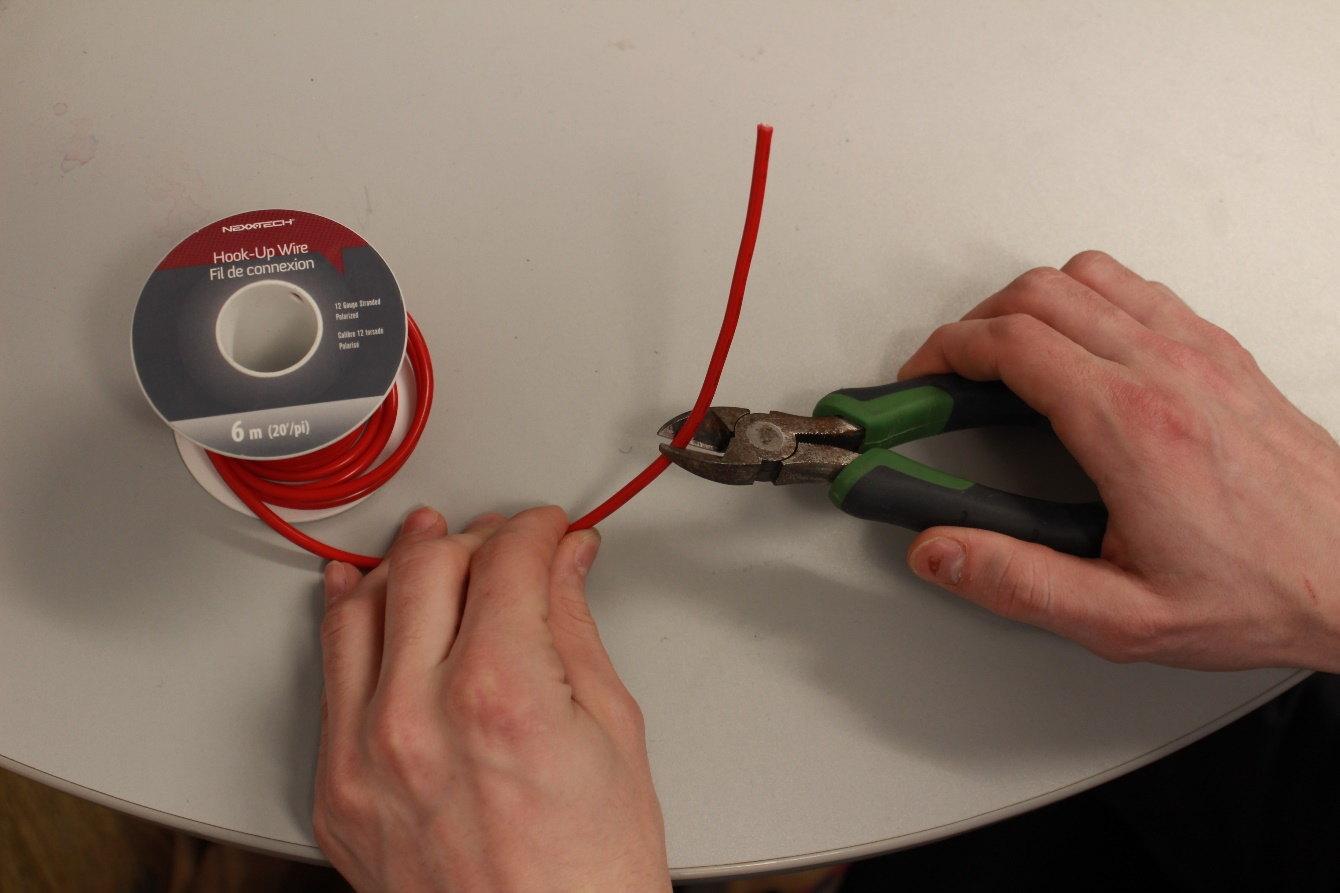 NEXXTECH
Hook-Up Wire
Fil de connexion
12 Gauge Stranded
Polarized
Calibre 12 torsadé
Polarisé
6 m (20'/pi)